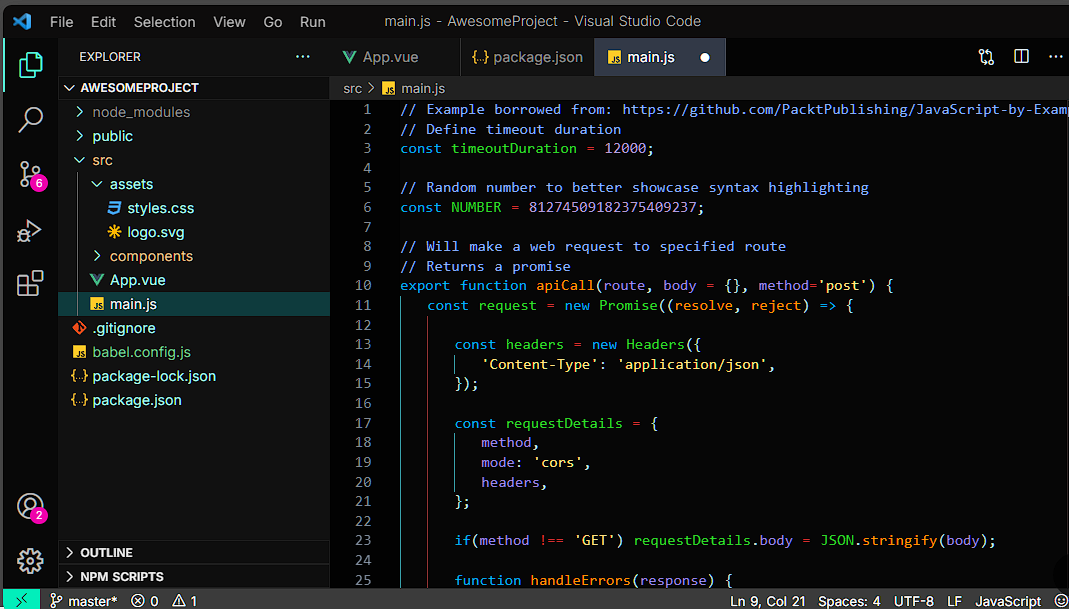 File Edit Selection View Go Run main.js - AwesomeProject - Visual Studio Code
EXPLORER ···
App.vue {..} package.json JS main.js
AWESOMEPROJECT
node_modules
public
src
assets
styles.css
logo.svg
components
App.vue
JS main.js
.gitignore
JS babel.config.js
{..} package-lock.json
{..} package.json
OUTLINE
NPM SCRIPTS
6
2
src > JS main.js
1 // Example borrowed from: https://github.com/PacktPublishing/JavaScript-by-Exam
2 // Define timeout duration
3 const timeoutDuration = 12000;
4
5 // Random number to better showcase syntax highlighting
6 const NUMBER = 81274509182375409237;
7
8 // Will make a web request to specified route
9 // Returns a promise
10 export function apiCall(route, body = {}, method='post') {
11 const request = new Promise((resolve, reject) => {
12
13 const headers = new Headers({
14 'Content-Type': 'application/json',
15 });
16
17 const requestDetails = {
18 method,
19 mode: 'cors',
20 headers,
21 };
22
23 if(method !== 'GET') requestDetails.body = JSON.stringify(body);
24
25 function handleErrors(response) {
master* 0 1 Ln 9, Col 21 Spaces: 4 UTF-8 LF JavaScript